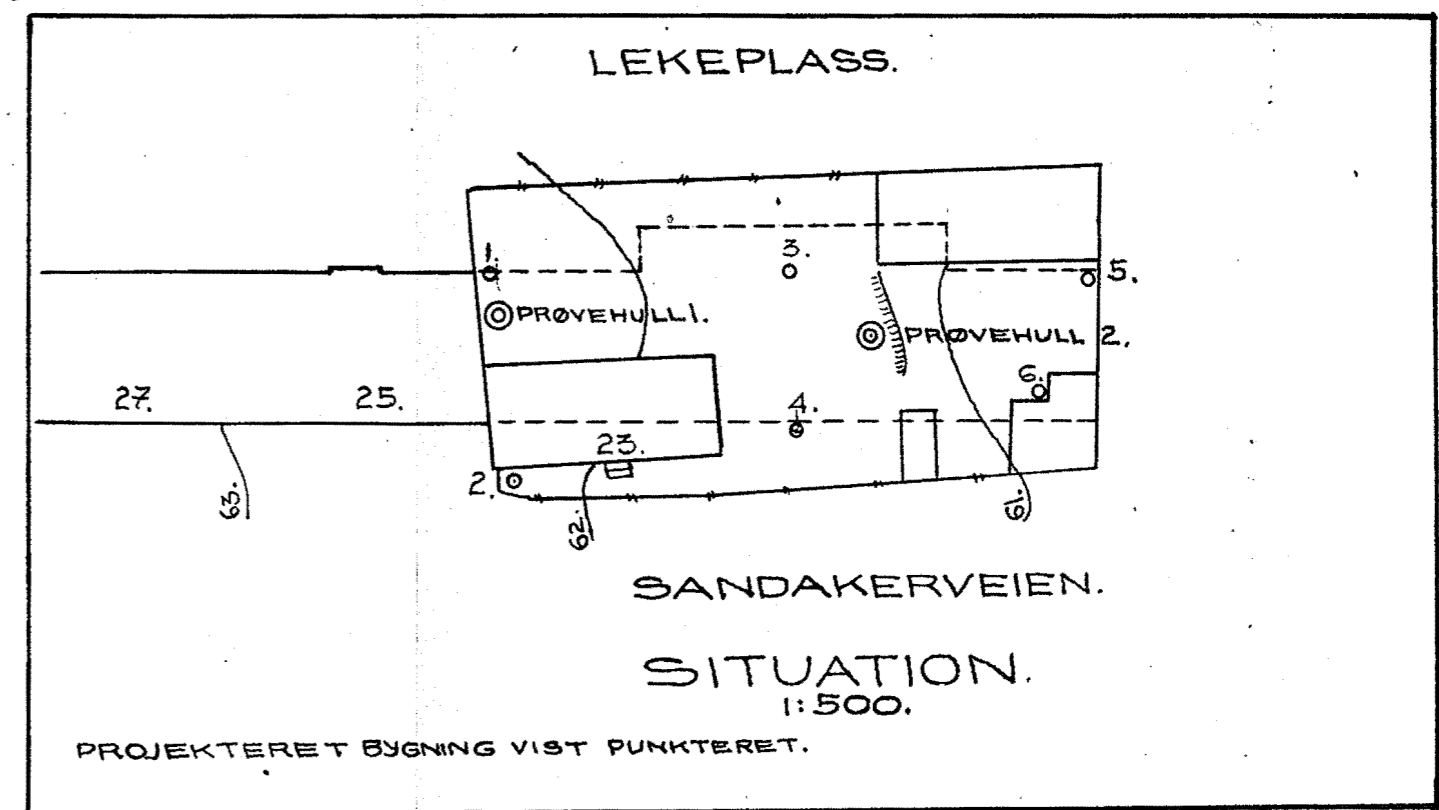 LEKEPLASS.
1.
3.
5.
PRØVEHULL 1.
PRØVEHULL 2.
6.
27.
25.
4.
23.
2.
63.
62.
61.
SANDAKERVEIEN.
SITUATION.
1:500.
PROJEKTERET BYGNING VIST PUNKTERET.